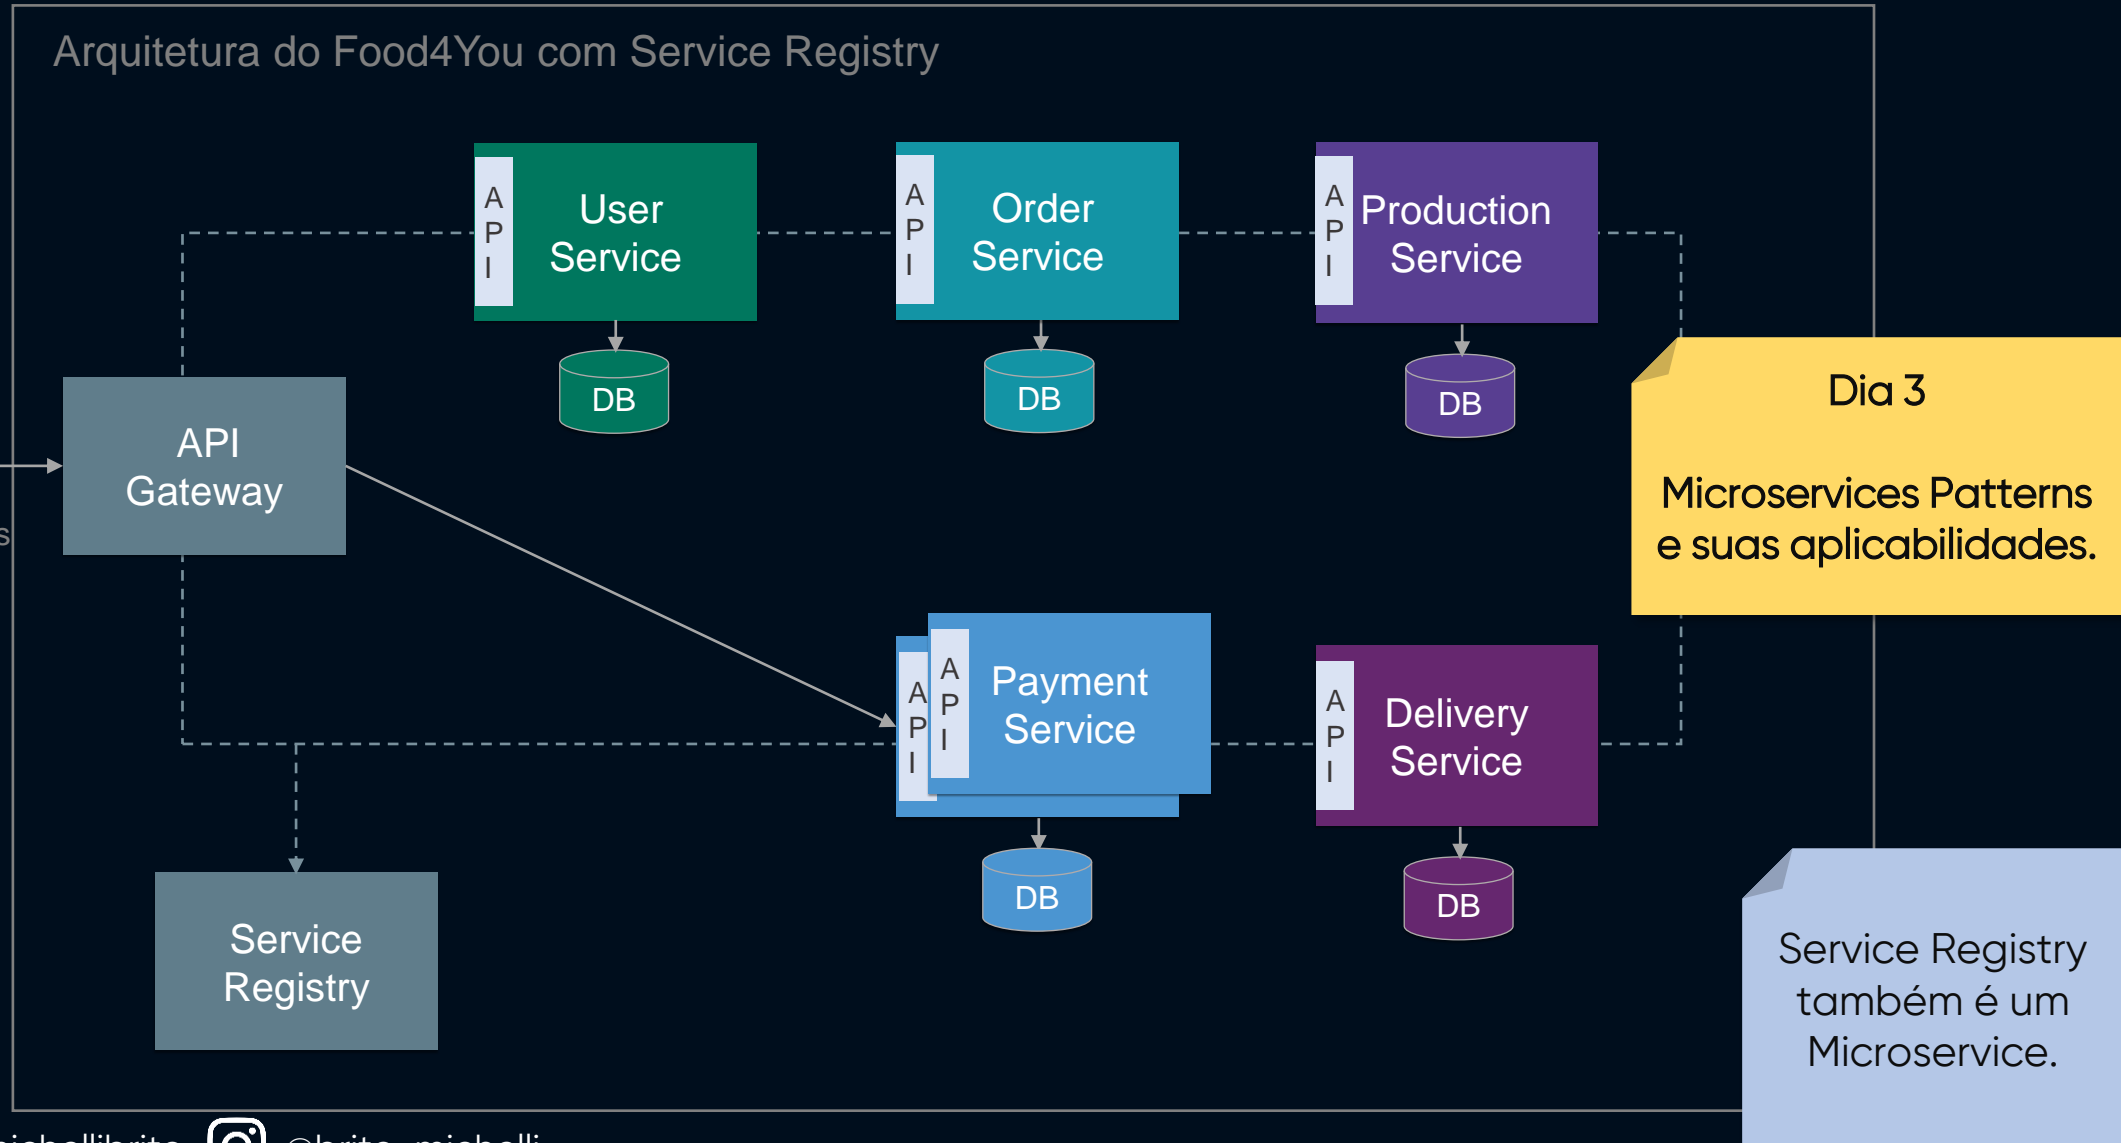 Arquitetura do Food4You com Service Registry
A
P
I
User
Service
DB
A
P
I
Order
Service
DB
A
P
I
Production
Service
DB
API
Gateway
Dia 3
Microservices Patterns
e suas aplicabilidades.
A
P
I
A
P
I
Payment
Service
DB
A
P
I
Delivery
Service
DB
Service
Registry
Service Registry
também é um
Microservice.
@brito_michelli